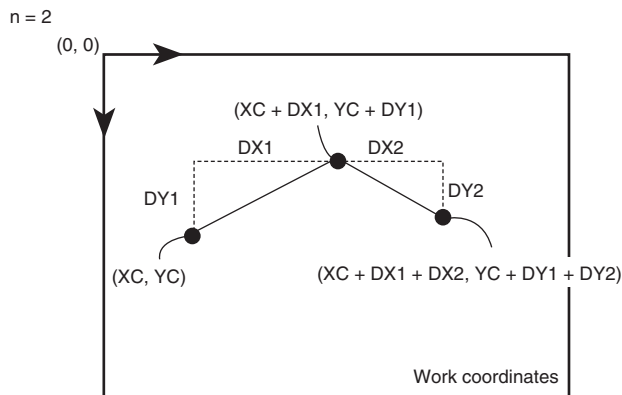 n = 2
(0, 0)
(XC + DX1, YC + DY1)
DX1
DX2
DY1
DY2
(XC, YC)
(XC + DX1 + DX2, YC + DY1 + DY2)
Work coordinates